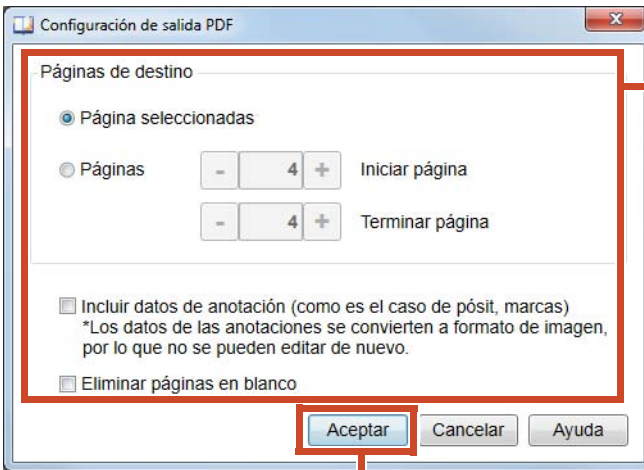 Configuración de salida PDF
Páginas de destino
Página seleccionadas
Páginas - 4 + Iniciar página
- 4 + Terminar página
Incluir datos de anotación (como es el caso de pósit, marcas)
*Los datos de las anotaciones se convierten a formato de imagen,
por lo que no se pueden editar de nuevo.
Eliminar páginas en blanco
Aceptar Cancelar Ayuda